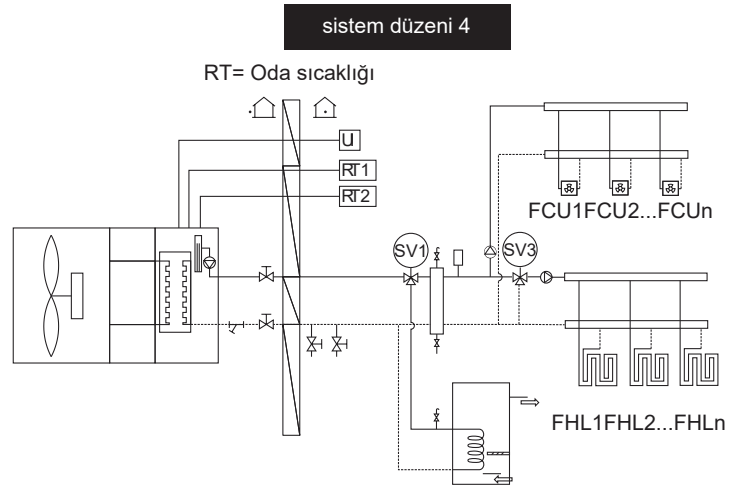 sistem düzeni 4
RT= Oda sıcaklığı
U
RT1
RT2
SV1
SV3
FCU1FCU2...FCUn
FHL1FHL2...FHLn